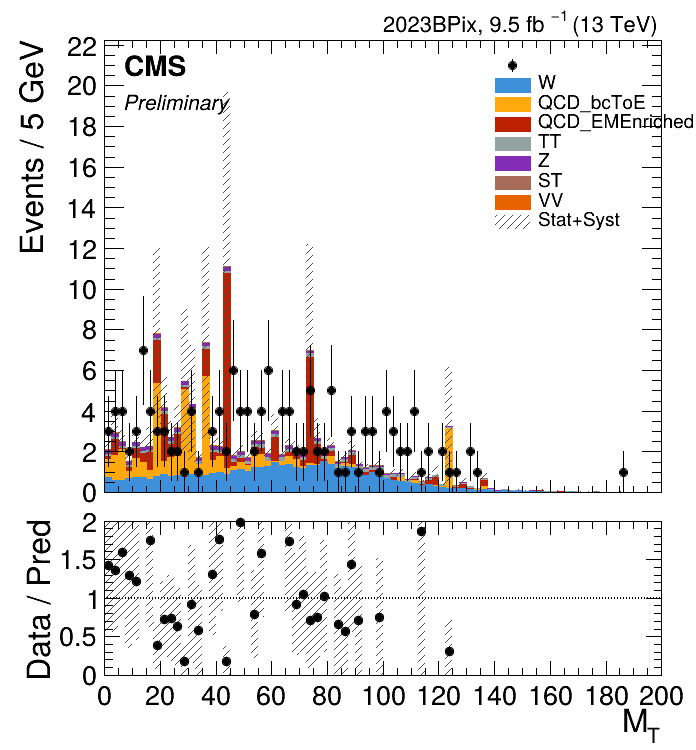 2023BPix, 9.5 fb ⁻¹ (13 TeV)
CMS
Preliminary
W
QCD_bcToE
QCD_EMEnriched
TT
Z
ST
VV
Stat+Syst
Events / 5 GeV
22
20
18
16
14
12
10
8
6
4
2
0
Data / Pred
2
1.5
1
0.5
0
0 20 40 60 80 100 120 140 160 180 200
M_T